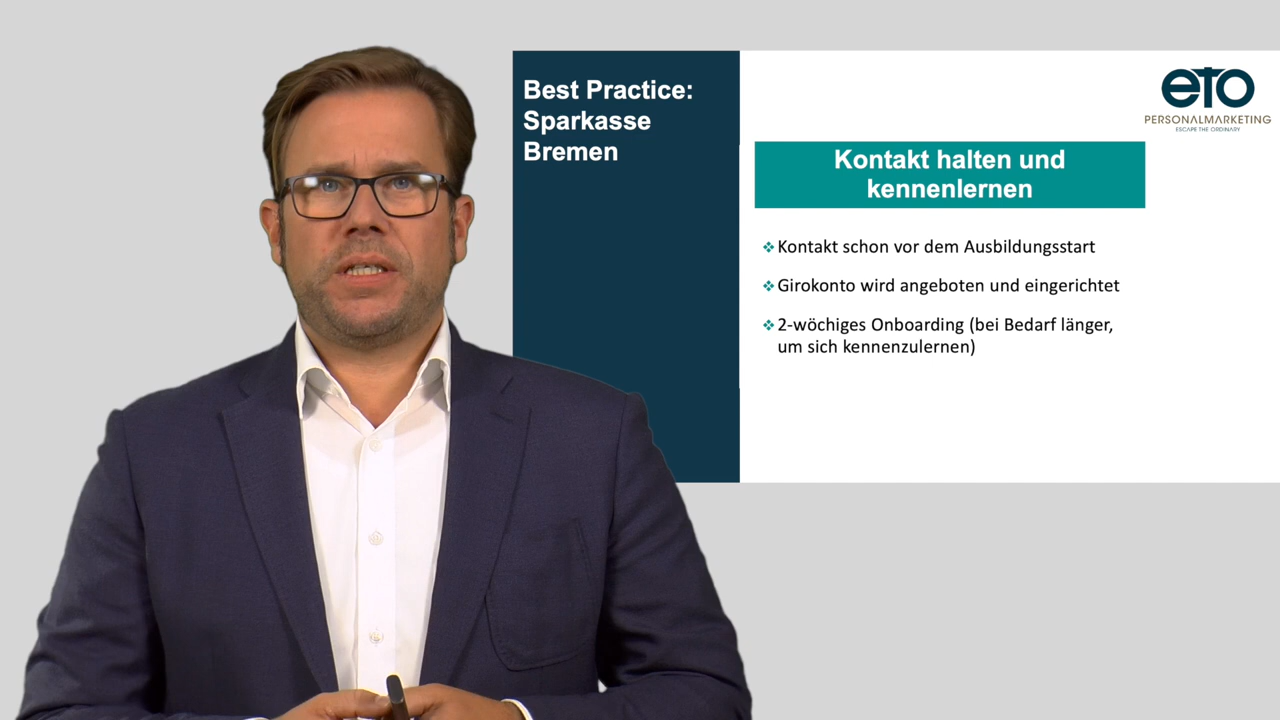 Best Practice:
Sparkasse
Bremen
eTO
PERSONALMARKETING
ESCAPE THE ORDINARY
Kontakt halten und
kennenlernen
❖Kontakt schon vor dem Ausbildungsstart
❖Girokonto wird angeboten und eingerichtet
❖2-wöchiges Onboarding (bei Bedarf länger,
um sich kennenzulernen)